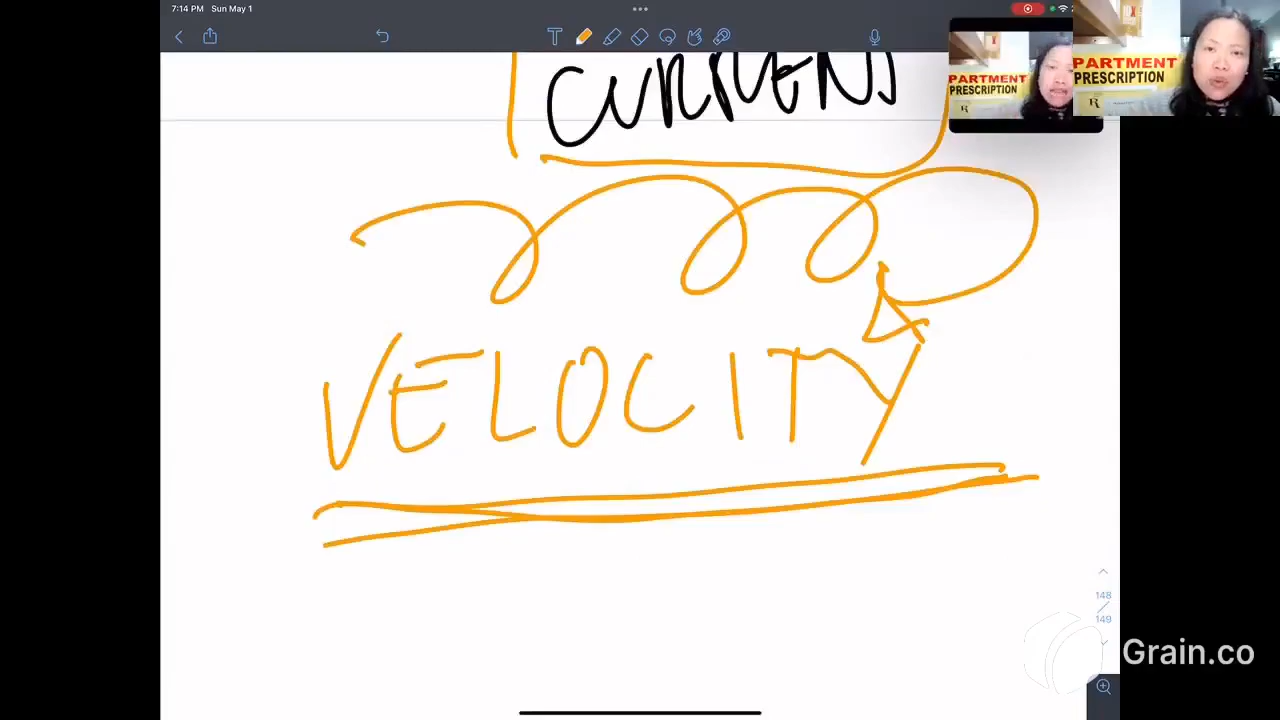 7:14 PM Sun May 1
CURRENT
PARTMENT
PRESCRIPTION
PARTMENT
PRESCRIPTION
VELOCITY
148
149
Grain.co